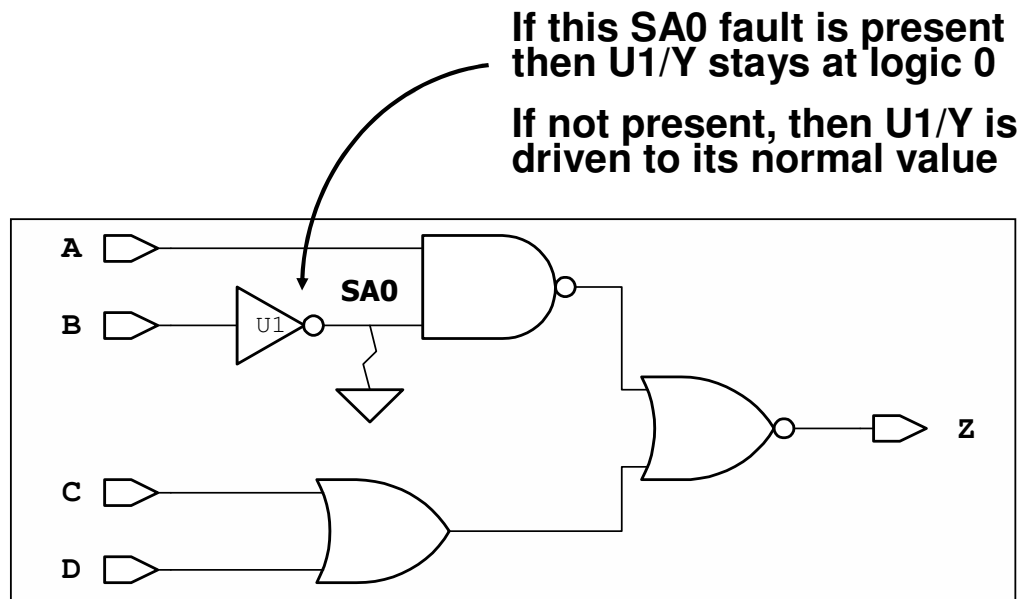 If this SA0 fault is present
then U1/Y stays at logic 0
If not present, then U1/Y is
driven to its normal value
A
SA0
B
U1
Z
C
D